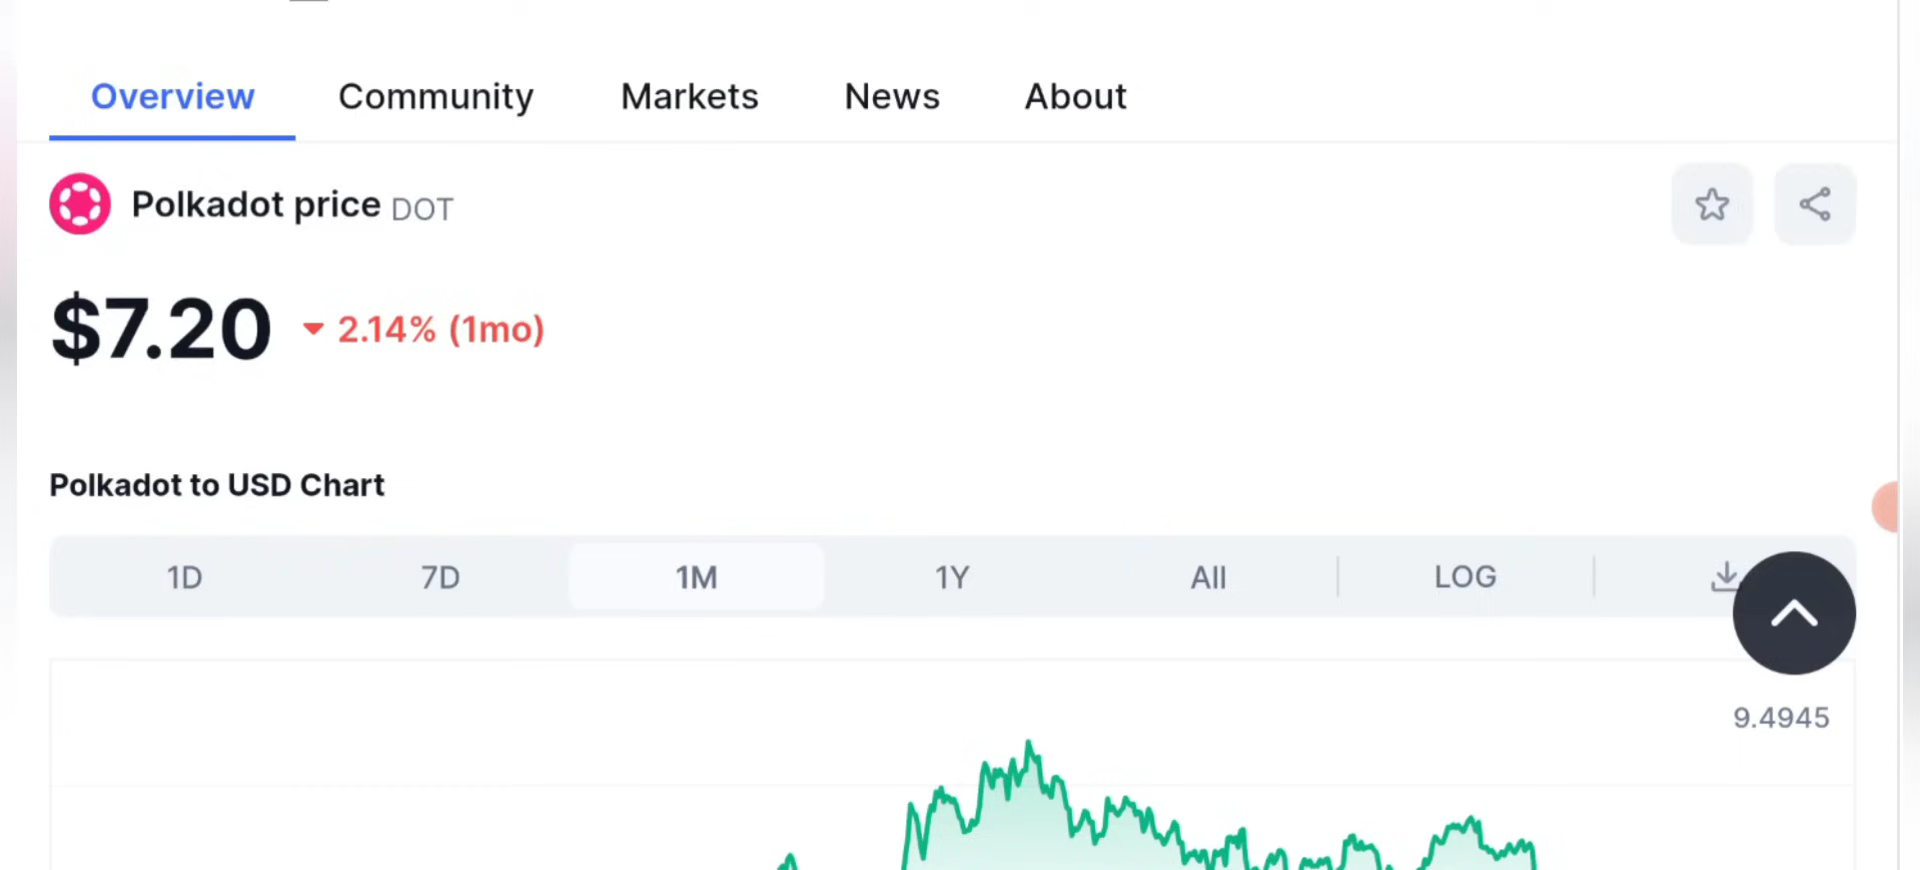 Overview Community Markets News About
Polkadot price DOT
$7.20 2.14% (1mo)
Polkadot to USD Chart
1D 7D 1M 1Y All LOG
9.4945